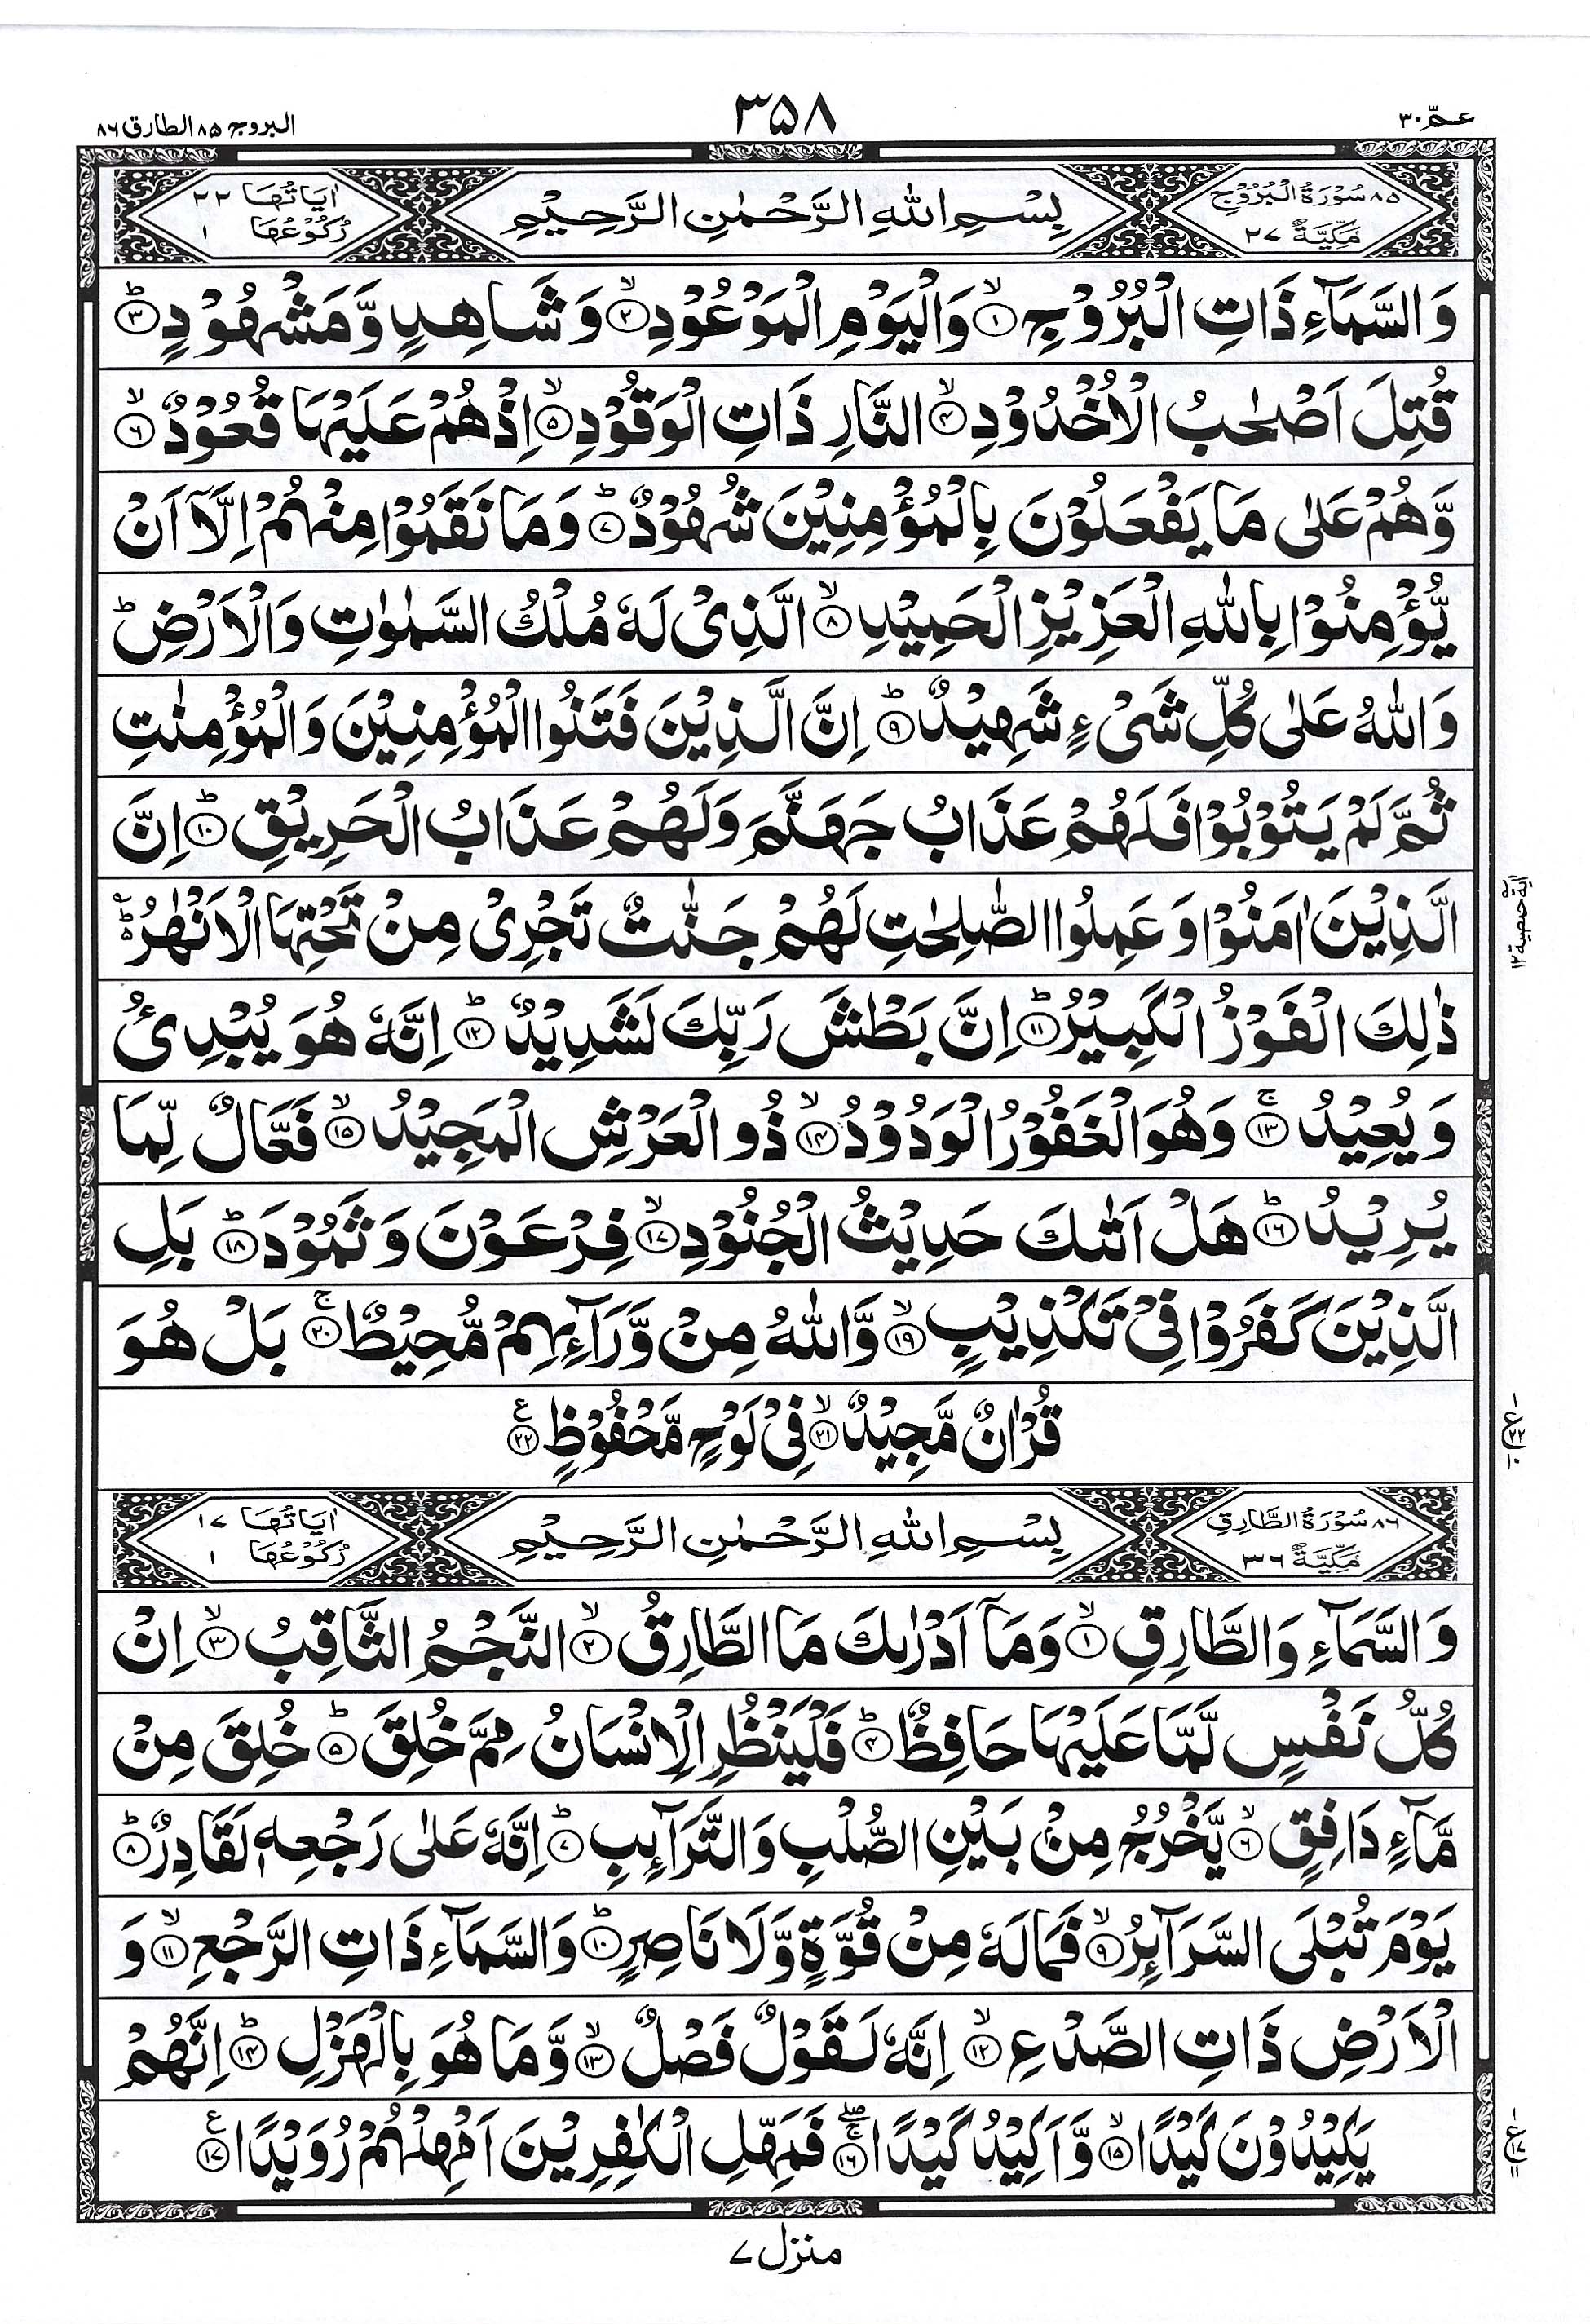 عمّ ٣٠
٣٥٨
البروج ٨٥ الطارق ٨٦
٨٥ سُوْرَةُ الْبُرُوْجِ
مَكِّيَّةٌ ٢٧
بِسْمِ اللهِ الرَّحْمٰنِ الرَّحِيْمِ
اٰيَاتُهَا ٢٢
رُكُوْعُهَا ١
وَالسَّمَآءِ ذَاتِ الْبُرُوْجِ ۙ﴿١﴾ وَالْيَوْمِ الْمَوْعُوْدِ ۙ﴿٢﴾ وَ شَاهِدٍ وَّ مَشْهُوْدٍ ؕ﴿٣﴾
قُتِلَ اَصْحٰبُ الْاُخْدُوْدِ ۙ﴿٤﴾ النَّارِ ذَاتِ الْوَقُوْدِ ۙ﴿٥﴾ اِذْ هُمْ عَلَيْهَا قُعُوْدٌ ۙ﴿٦﴾
وَّ هُمْ عَلٰى مَا يَفْعَلُوْنَ بِالْمُؤْمِنِيْنَ شُهُوْدٌ ؕ﴿٧﴾ وَ مَا نَقَمُوْا مِنْهُمْ اِلَّاۤ اَنْ
يُّؤْمِنُوْا بِاللهِ الْعَزِيْزِ الْحَمِيْدِ ۙ﴿٨﴾ الَّذِىْ لَهٗ مُلْكُ السَّمٰوٰتِ وَالْاَرْضِ ؕ
وَاللهُ عَلٰى كُلِّ شَىْءٍ شَهِيْدٌ ؕ﴿٩﴾ اِنَّ الَّذِيْنَ فَتَنُوا الْمُؤْمِنِيْنَ وَالْمُؤْمِنٰتِ
ثُمَّ لَمْ يَتُوْبُوْا فَلَهُمْ عَذَابُ جَهَنَّمَ وَلَهُمْ عَذَابُ الْحَرِيْقِ ؕ﴿١٠﴾ اِنَّ
الَّذِيْنَ اٰمَنُوْا وَ عَمِلُوا الصّٰلِحٰتِ لَهُمْ جَنّٰتٌ تَجْرِىْ مِنْ تَحْتِهَا الْاَنْهٰرُ
ذٰلِكَ الْفَوْزُ الْكَبِيْرُ ؕ﴿١١﴾ اِنَّ بَطْشَ رَبِّكَ لَشَدِيْدٌ ؕ﴿١٢﴾ اِنَّهٗ هُوَ يُبْدِئُ
وَ يُعِيْدُ ۚ﴿١٣﴾ وَهُوَ الْغَفُوْرُ الْوَدُوْدُ ۙ﴿١٤﴾ ذُو الْعَرْشِ الْمَجِيْدُ ۙ﴿١٥﴾ فَعَّالٌ لِّمَا
يُرِيْدُ ؕ﴿١٦﴾ هَلْ اَتٰىكَ حَدِيْثُ الْجُنُوْدِ ۙ﴿١٧﴾ فِرْعَوْنَ وَ ثَمُوْدَ ؕ﴿١٨﴾ بَلِ
الَّذِيْنَ كَفَرُوْا فِىْ تَكْذِيْبٍ ۙ﴿١٩﴾ وَّاللهُ مِنْ وَّرَآئِهِمْ مُّحِيْطٌ ۚ﴿٢٠﴾ بَلْ هُوَ
قُرْاٰنٌ مَّجِيْدٌ ۙ﴿٢١﴾ فِىْ لَوْحٍ مَّحْفُوْظٍ ﴿٢٢﴾ ع
٨٦ سُوْرَةُ الطَّارِقِ
مَكِّيَّةٌ ٣٦
بِسْمِ اللهِ الرَّحْمٰنِ الرَّحِيْمِ
اٰيَاتُهَا ١٧
رُكُوْعُهَا ١
وَالسَّمَآءِ وَالطَّارِقِ ۙ﴿١﴾ وَمَاۤ اَدْرٰىكَ مَا الطَّارِقُ ۙ﴿٢﴾ النَّجْمُ الثَّاقِبُ ۙ﴿٣﴾ اِنْ
كُلُّ نَفْسٍ لَّمَّا عَلَيْهَا حَافِظٌ ؕ﴿٤﴾ فَلْيَنْظُرِ الْاِنْسَانُ مِمَّ خُلِقَ ؕ﴿٥﴾ خُلِقَ مِنْ
مَّآءٍ دَافِقٍ ۙ﴿٦﴾ يَّخْرُجُ مِنْۢ بَيْنِ الصُّلْبِ وَالتَّرَآئِبِ ؕ﴿٧﴾ اِنَّهٗ عَلٰى رَجْعِهٖ لَقَادِرٌ ؕ﴿٨﴾
يَوْمَ تُبْلَى السَّرَآئِرُ ۙ﴿٩﴾ فَمَا لَهٗ مِنْ قُوَّةٍ وَّلَا نَاصِرٍ ؕ﴿١٠﴾ وَالسَّمَآءِ ذَاتِ الرَّجْعِ ۙ﴿١١﴾ وَ
الْاَرْضِ ذَاتِ الصَّدْعِ ۙ﴿١٢﴾ اِنَّهٗ لَقَوْلٌ فَصْلٌ ۙ﴿١٣﴾ وَّ مَا هُوَ بِالْهَزْلِ ؕ﴿١٤﴾ اِنَّهُمْ
يَكِيْدُوْنَ كَيْدًا ۙ﴿١٥﴾ وَّ اَكِيْدُ كَيْدًا ۖۚ﴿١٦﴾ فَمَهِّلِ الْكٰفِرِيْنَ اَمْهِلْهُمْ رُوَيْدًا ﴿١٧﴾ ع
منزل ٧